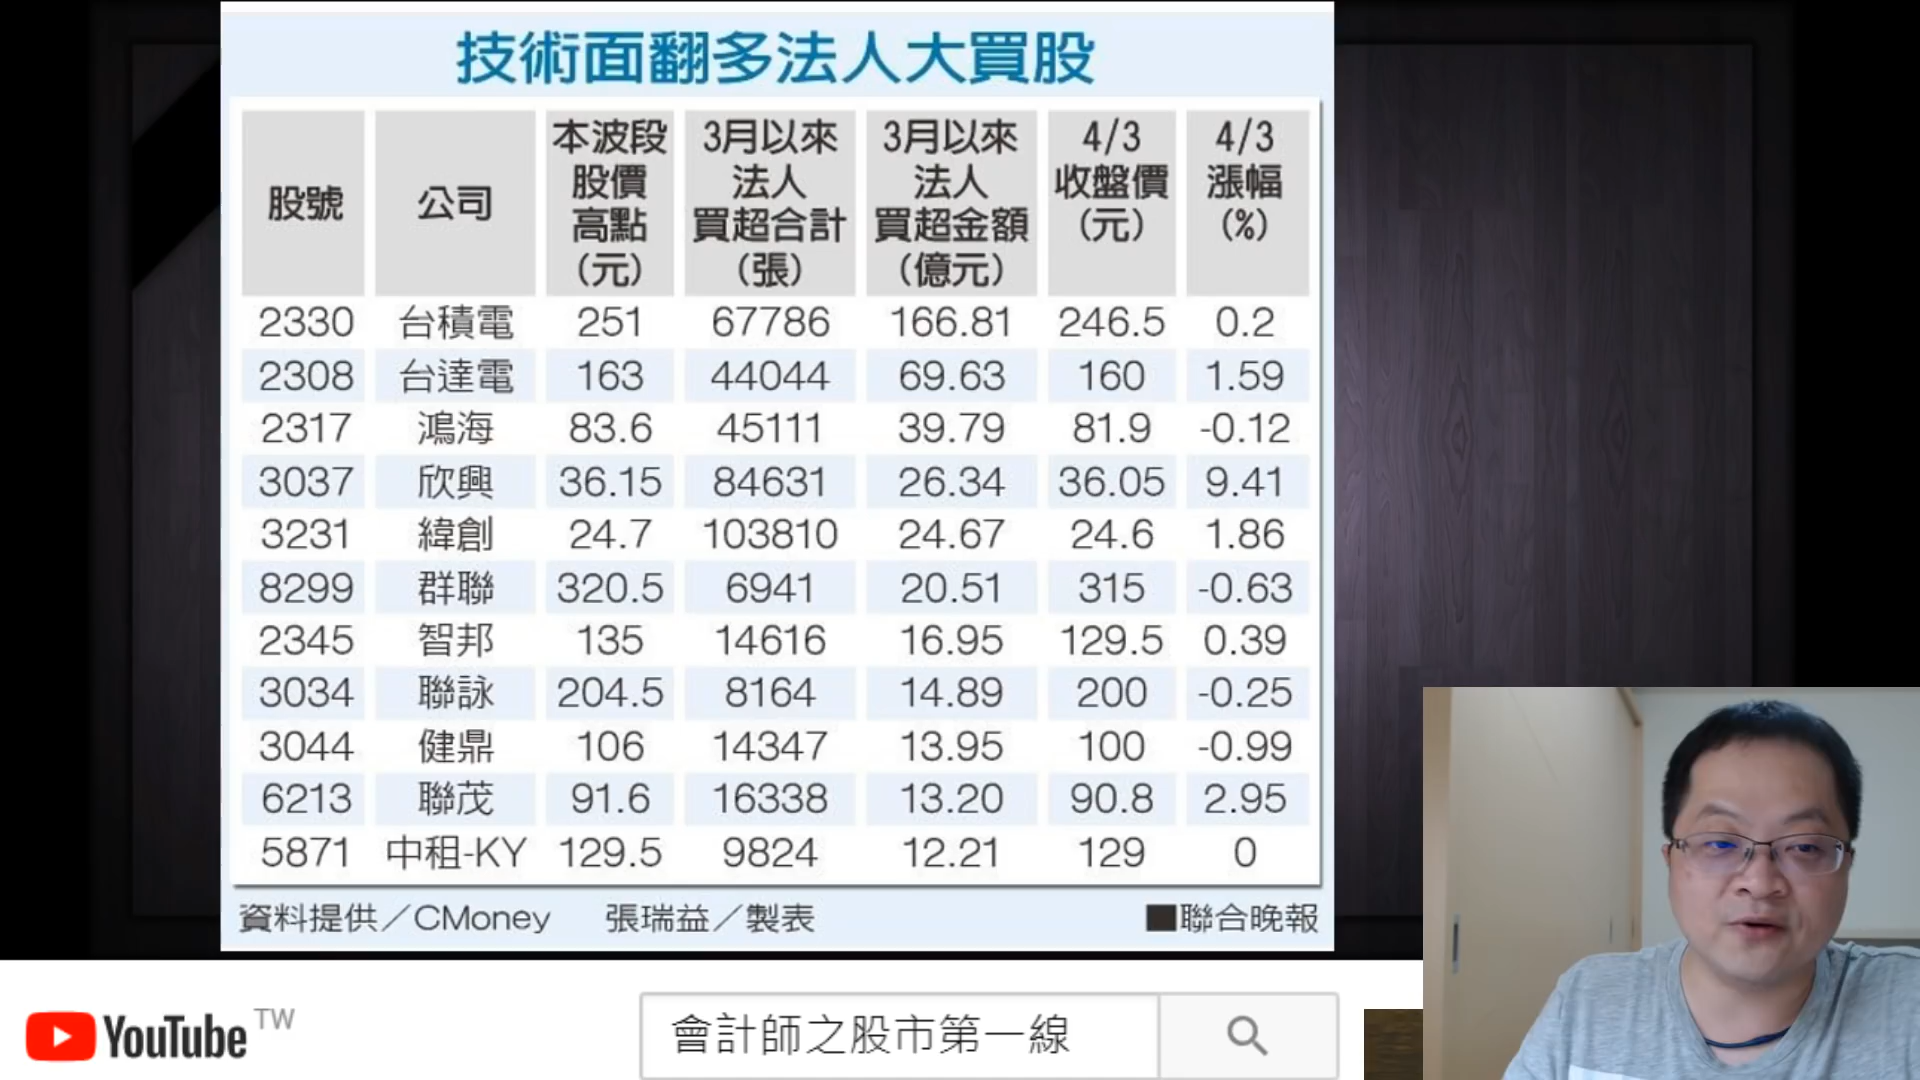 技術面翻多法人大買股
股號 公司 本波段股價高點(元) 3月以來法人買超合計(張) 3月以來法人買超金額(億元) 4/3收盤價(元) 4/3漲幅(%)
2330 台積電 251 67786 166.81 246.5 0.2
2308 台達電 163 44044 69.63 160 1.59
2317 鴻海 83.6 45111 39.79 81.9 -0.12
3037 欣興 36.15 84631 26.34 36.05 9.41
3231 緯創 24.7 103810 24.67 24.6 1.86
8299 群聯 320.5 6941 20.51 315 -0.63
2345 智邦 135 14616 16.95 129.5 0.39
3034 聯詠 204.5 8164 14.89 200 -0.25
3044 健鼎 106 14347 13.95 100 -0.99
6213 聯茂 91.6 16338 13.20 90.8 2.95
5871 中租-KY 129.5 9824 12.21 129 0
資料提供／CMoney 張瑞益／製表 ■聯合晚報
YouTube TW
會計師之股市第一線